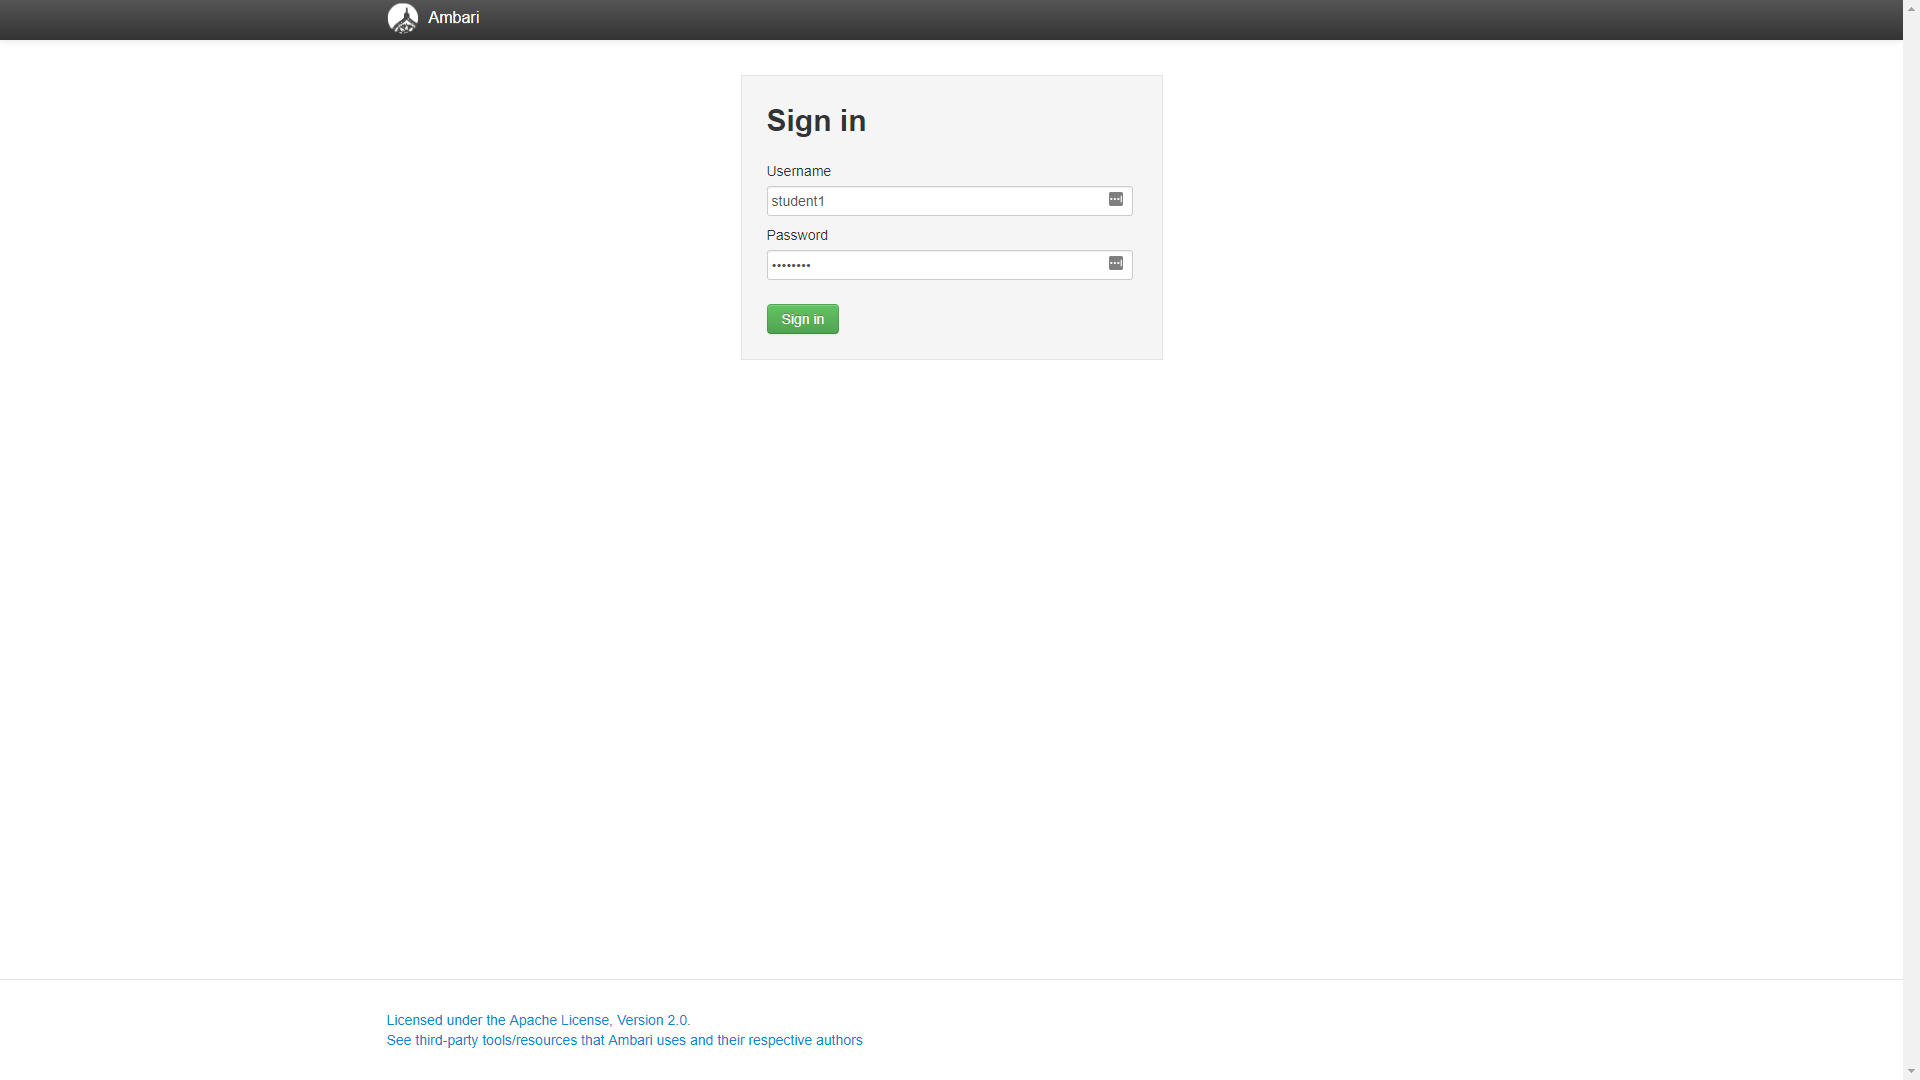 Ambari
Sign in
Username
student1
Password
••••••••
Sign in
Licensed under the Apache License, Version 2.0.
See third-party tools/resources that Ambari uses and their respective authors